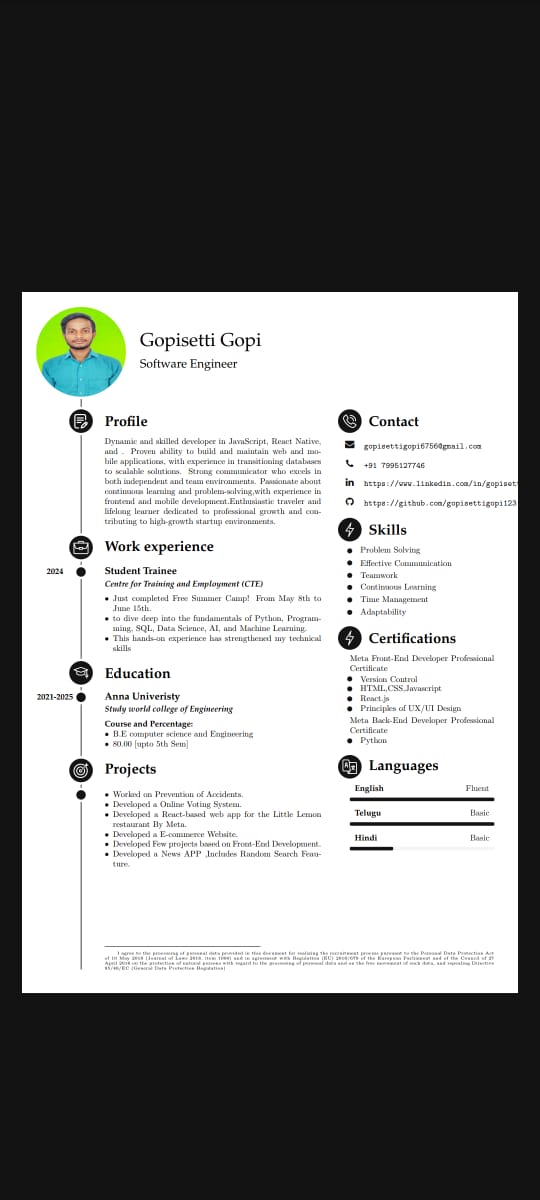 Gopisetti Gopi
Software Engineer
Profile
Dynamic and skilled developer in JavaScript, React Native,
and . Proven ability to build and maintain web and mo-
bile applications, with experience in transitioning databases
to scalable solutions. Strong communicator who excels in
both independent and team environments. Passionate about
continuous learning and problem-solving,with experience in
frontend and mobile development.Enthusiastic traveler and
lifelong learner dedicated to professional growth and con-
tributing to high-growth startup environments.
Work experience
2024
Student Trainee
Centre for Training and Employment (CTE)
• Just completed Free Summer Camp! From May 8th to
June 15th.
• to dive deep into the fundamentals of Python, Program-
ming, SQL, Data Science, AI, and Machine Learning.
• This hands-on experience has strengthened my technical
skills
Education
2021-2025
Anna Univeristy
Study world college of Engineering
Course and Percentage:
• B.E computer science and Engineering
• 80.00 [upto 5th Sem]
Projects
• Worked on Prevention of Accidents.
• Developed a Online Voting System.
• Developed a React-based web app for the Little Lemon
restaurant By Meta.
• Developed a E-commerce Website.
• Developed Few projects based on Front-End Development.
• Developed a News APP ,Includes Random Search Feau-
ture.
Contact
gopisettigopi6756@gmail.com
+91 7995127746
https://www.linkedin.com/in/gopiset
https://github.com/gopisettigopi123
Skills
• Problem Solving
• Effective Communication
• Teamwork
• Continuous Learning
• Time Management
• Adaptability
Certifications
Meta Front-End Developer Professional
Certificate
• Version Control
• HTML,CSS,Javascript
• React.js
• Principles of UX/UI Design
Meta Back-End Developer Professional
Certificate
• Python
Languages
English Fluent
Telugu Basic
Hindi Basic
I agree to the processing of personal data provided in this document for realizing the recruitment process pursuant to the Personal Data Protection Act
of 10 May 2018 (Journal of Laws 2018, item 1000) and in agreement with Regulation (EU) 2016/679 of the European Parliament and of the Council of 27
April 2016 on the protection of natural persons with regard to the processing of personal data and on the free movement of such data, and repealing Directive
95/46/EC (General Data Protection Regulation)